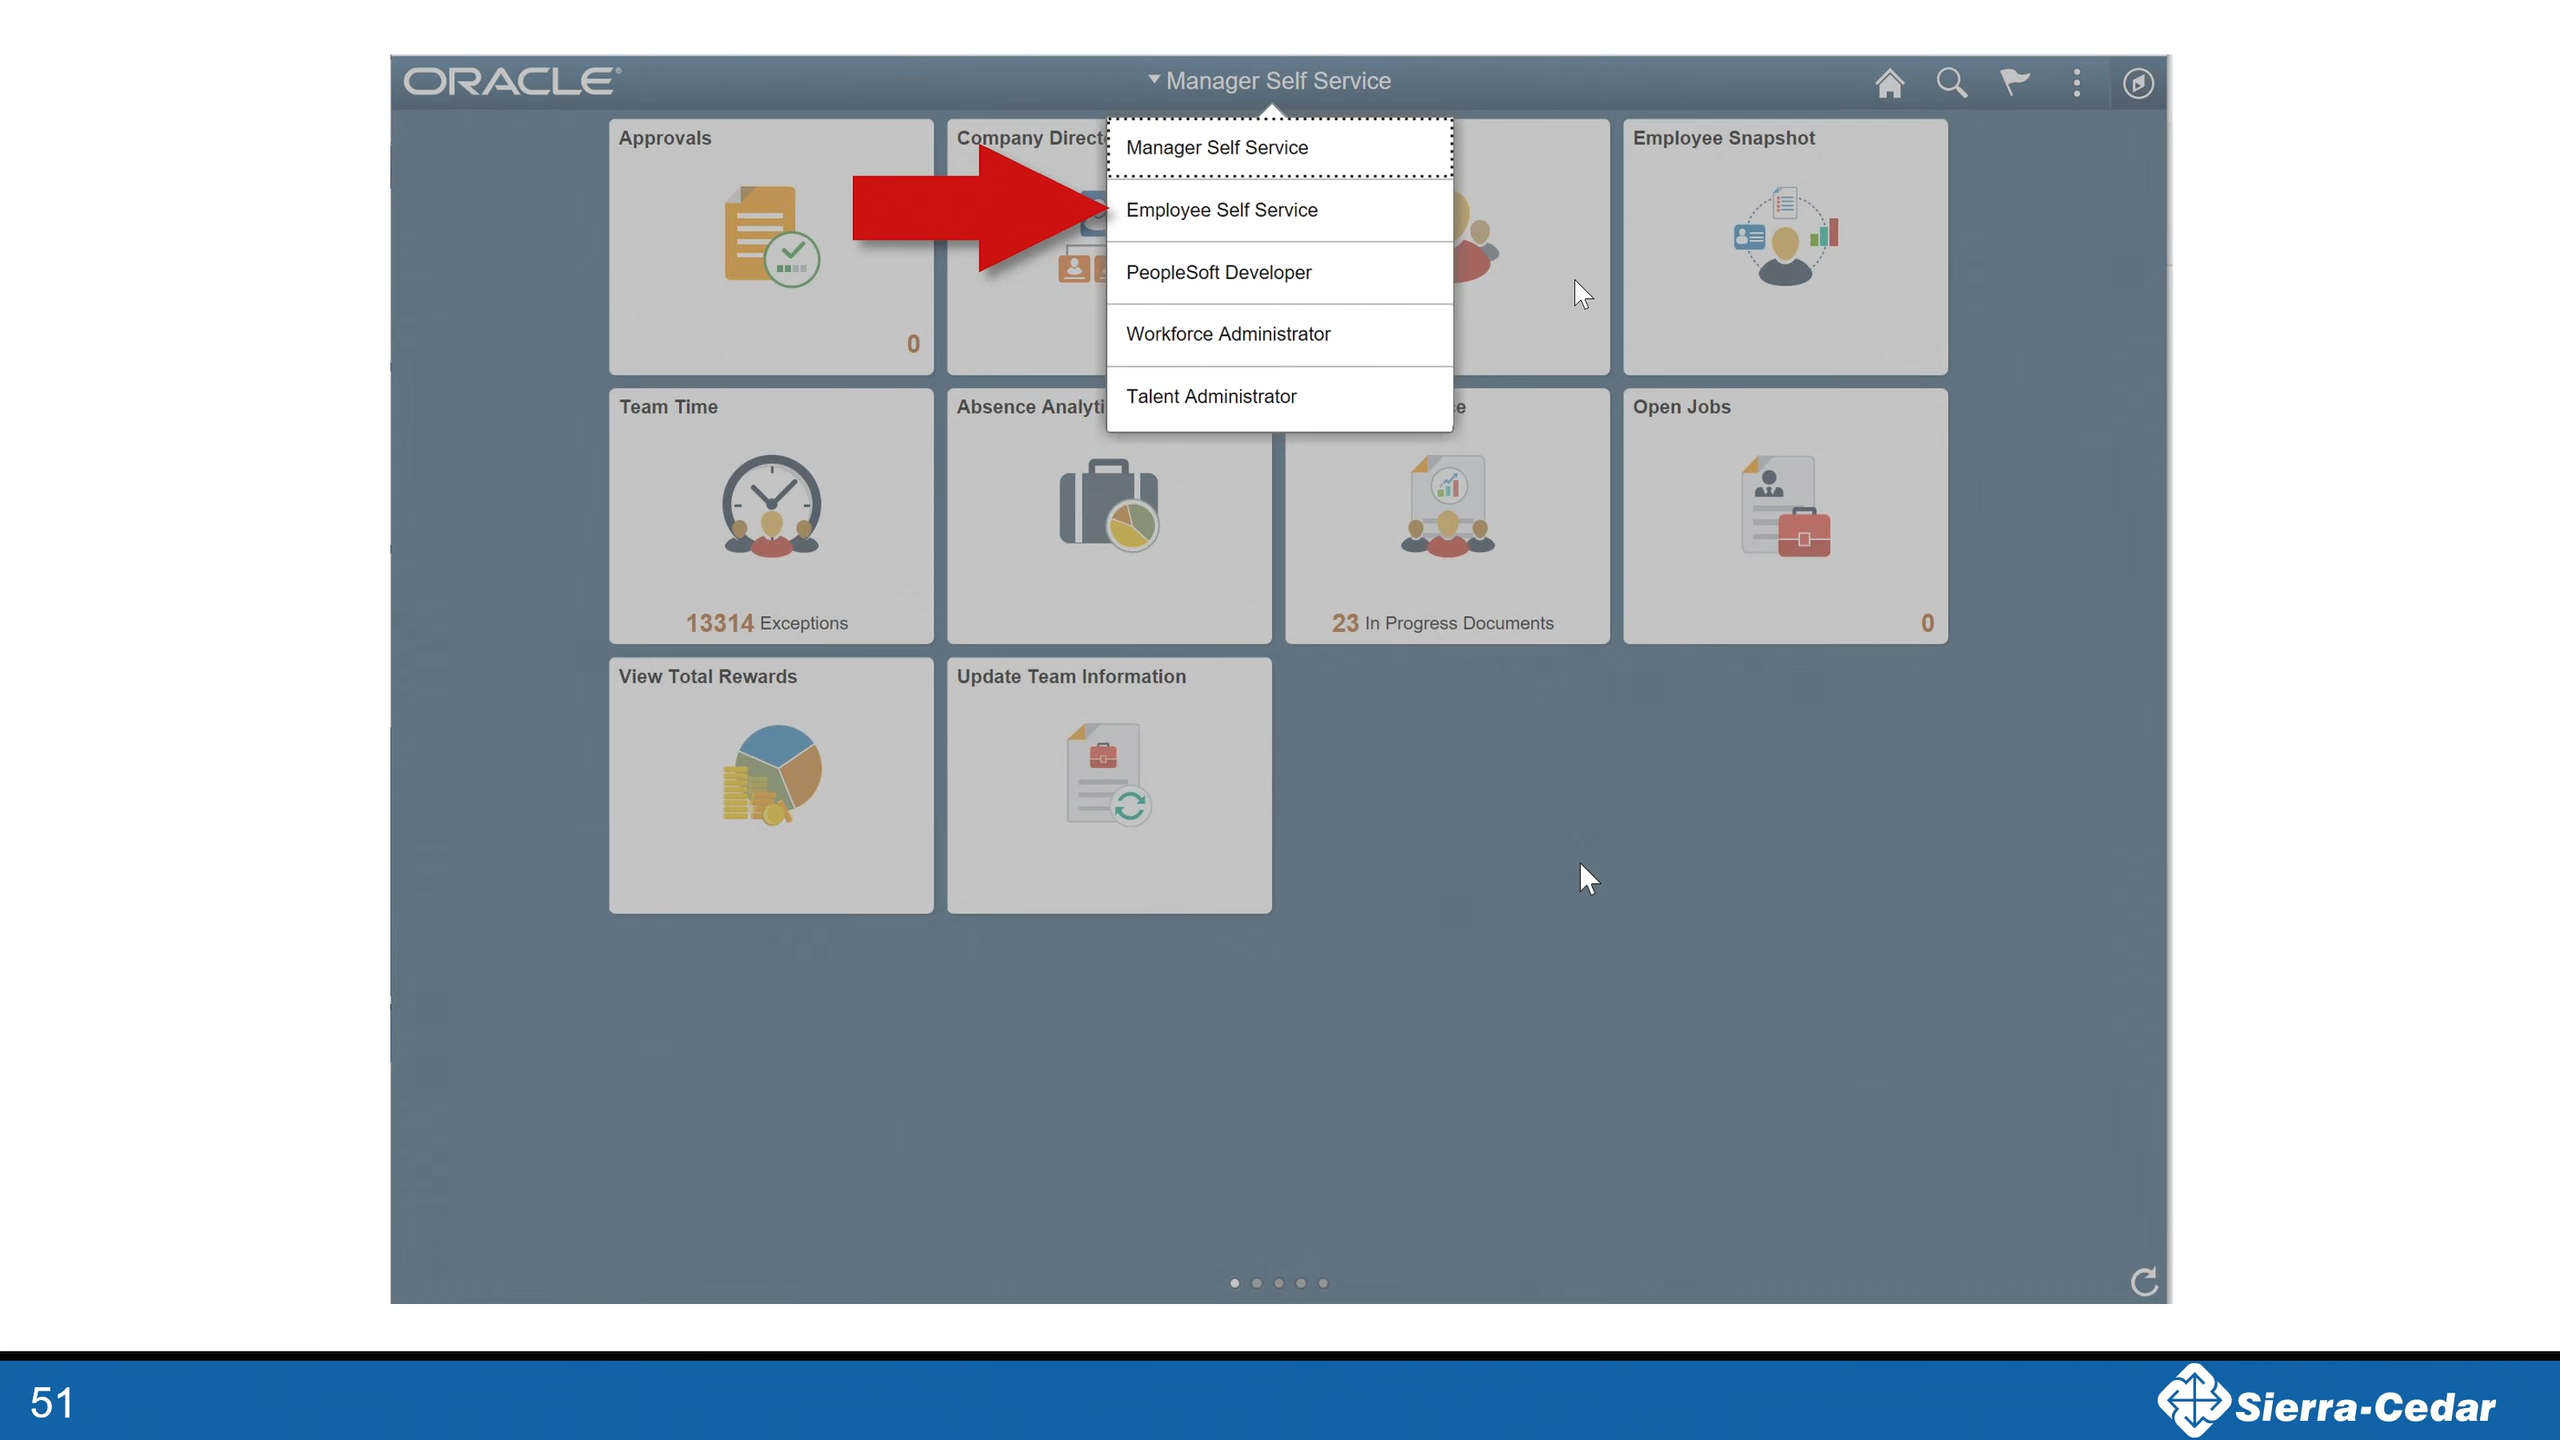 ORACLE
Manager Self Service
Approvals
Company Direct
Manager Self Service
Employee Snapshot
Employee Self Service
PeopleSoft Developer
Workforce Administrator
0
Talent Administrator
Team Time
Absence Analyti
Open Jobs
13314 Exceptions
23 In Progress Documents
0
View Total Rewards
Update Team Information
51
Sierra-Cedar